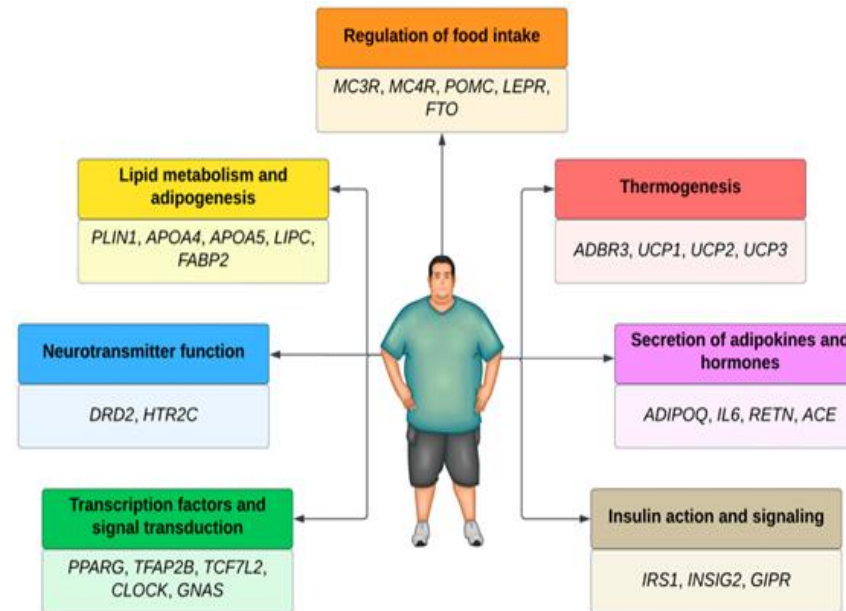 Regulation of food intake
MC3R, MC4R, POMC, LEPR,
FTO
Lipid metabolism and
adipogenesis
PLIN1, APOA4, APOA5, LIPC,
FABP2
Thermogenesis
ADBR3, UCP1, UCP2, UCP3
Neurotransmitter function
DRD2, HTR2C
Secretion of adipokines and
hormones
ADIPOQ, IL6, RETN, ACE
Transcription factors and
signal transduction
PPARG, TFAP2B, TCF7L2,
CLOCK, GNAS
Insulin action and signaling
IRS1, INSIG2, GIPR